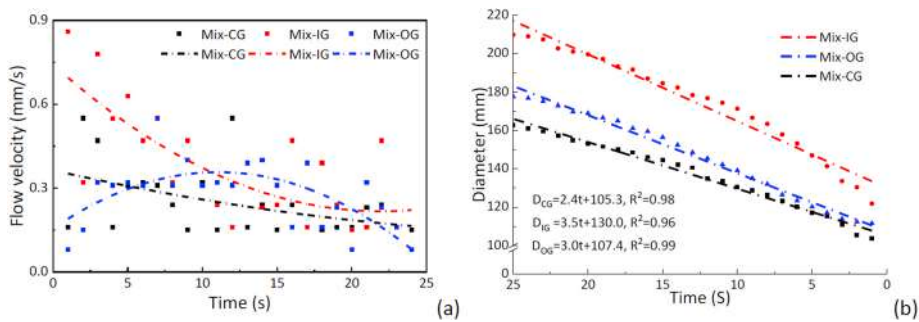 0.9
0.6
0.3
0.0
Flow velocity (mm/s)
Mix-CG Mix-IG Mix-OG
Mix-CG Mix-IG Mix-OG
0 5 10 15 20 25
Time (s)
(a)
220
200
180
160
140
120
100
0
Diameter (mm)
Mix-IG
Mix-OG
Mix-CG
D_CG=2.4t+105.3, R²=0.98
D_IG=3.5t+130.0, R²=0.96
D_OG=3.0t+107.4, R²=0.99
25 20 15 10 5 0
Time (S)
(b)